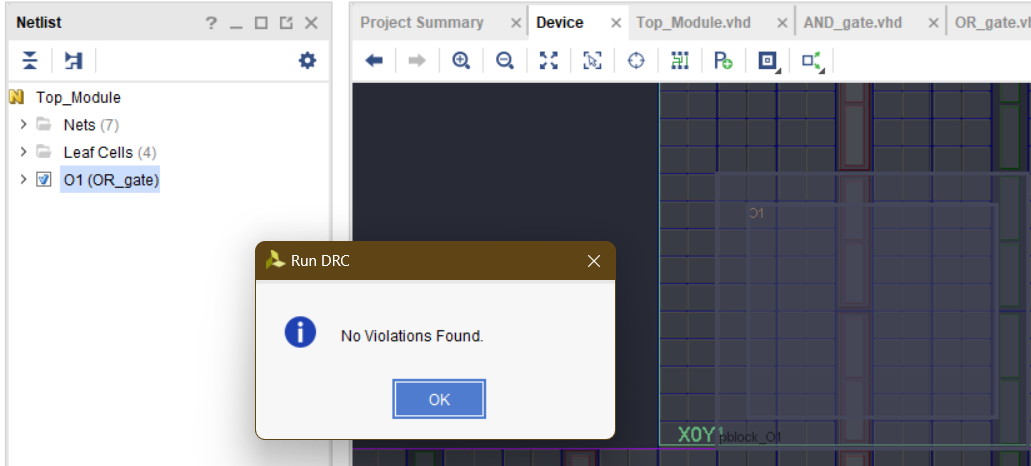 Netlist
?
Project Summary
Device
Top_Module.vhd
AND_gate.vhd
OR_gate.vh
Top_Module
Nets (7)
Leaf Cells (4)
O1 (OR_gate)
O1
Run DRC
No Violations Found.
OK
X0Y1
pblock_O1